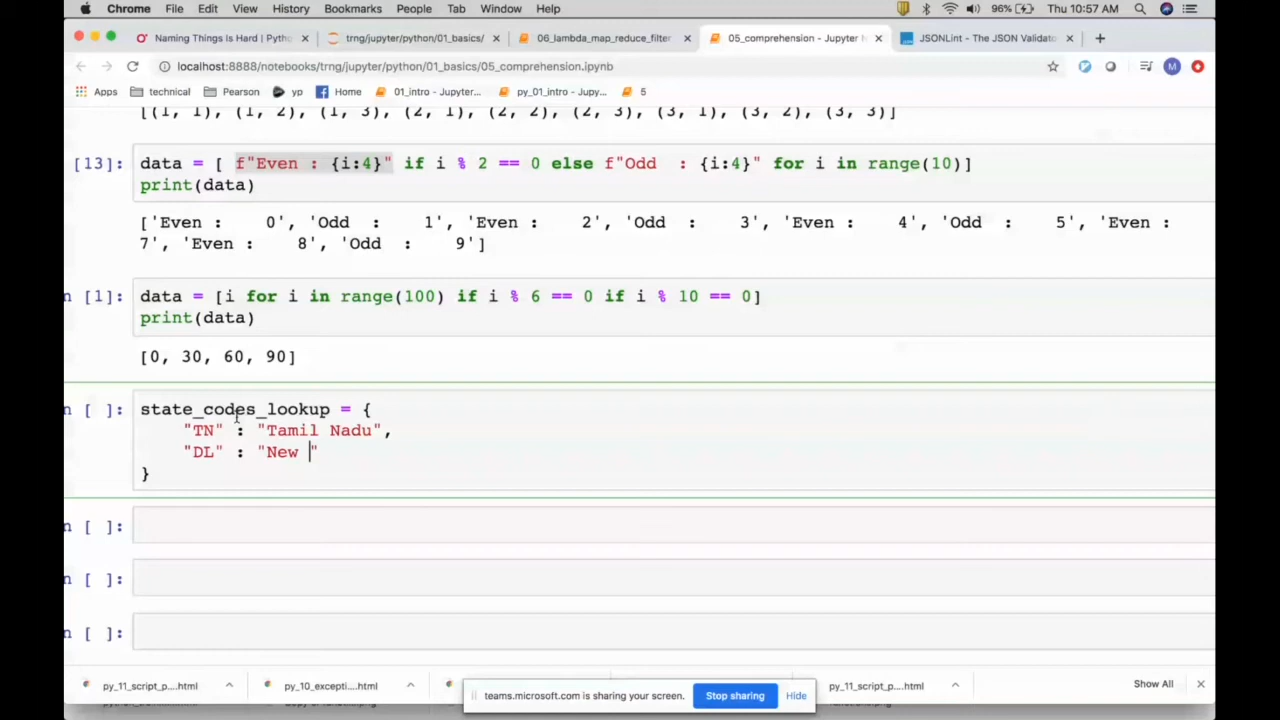 Chrome File Edit View History Bookmarks People Tab Window Help 96% Thu 10:57 AM
Naming Things Is Hard | Pytho trng/jupyter/python/01_basics/ 06_lambda_map_reduce_filter 05_comprehension - Jupyter JSONLint - The JSON Validato
localhost:8888/notebooks/trng/jupyter/python/01_basics/05_comprehension.ipynb M
Apps technical Pearson yp Home 01_intro - Jupyter... py_01_intro - Jupy... 5
[(1, 1), (1, 2), (1, 3), (2, 1), (2, 2), (2, 3), (3, 1), (3, 2), (3, 3)]
[13]: data = [ f"Even : {i:4}" if i % 2 == 0 else f"Odd  : {i:4}" for i in range(10)]
print(data)
['Even :    0', 'Odd  :    1', 'Even :    2', 'Odd  :    3', 'Even :    4', 'Odd  :    5', 'Even :
7', 'Even :    8', 'Odd  :    9']
n [1]: data = [i for i in range(100) if i % 6 == 0 if i % 10 == 0]
print(data)
[0, 30, 60, 90]
n [ ]: state_codes_lookup = {
"TN" : "Tamil Nadu",
"DL" : "New "
}
n [ ]:
n [ ]:
n [ ]:
py_11_script_p....html py_10_excepti....html py_11_script_p....html Show All
teams.microsoft.com is sharing your screen. Stop sharing Hide